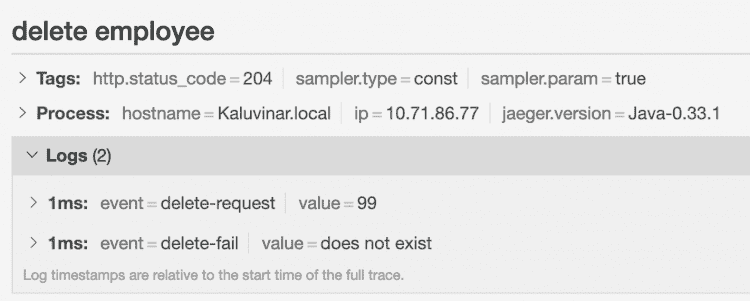 delete employee
Tags: http.status_code = 204 sampler.type = const sampler.param = true
Process: hostname = Kaluvinar.local ip = 10.71.86.77 jaeger.version = Java-0.33.1
Logs (2)
1ms: event = delete-request value = 99
1ms: event = delete-fail value = does not exist
Log timestamps are relative to the start time of the full trace.